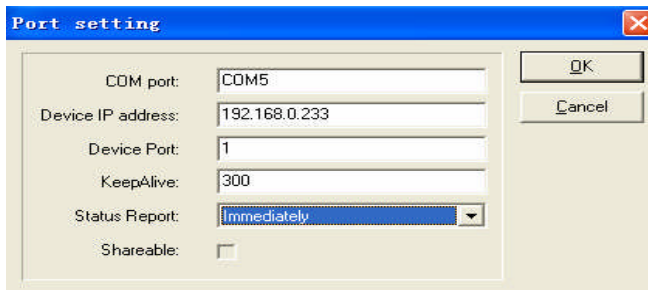 Port setting
COM port: COM5
OK
Device IP address: 192.168.0.233
Cancel
Device Port: 1
KeepAlive: 300
Status Report: Immediately
Shareable: